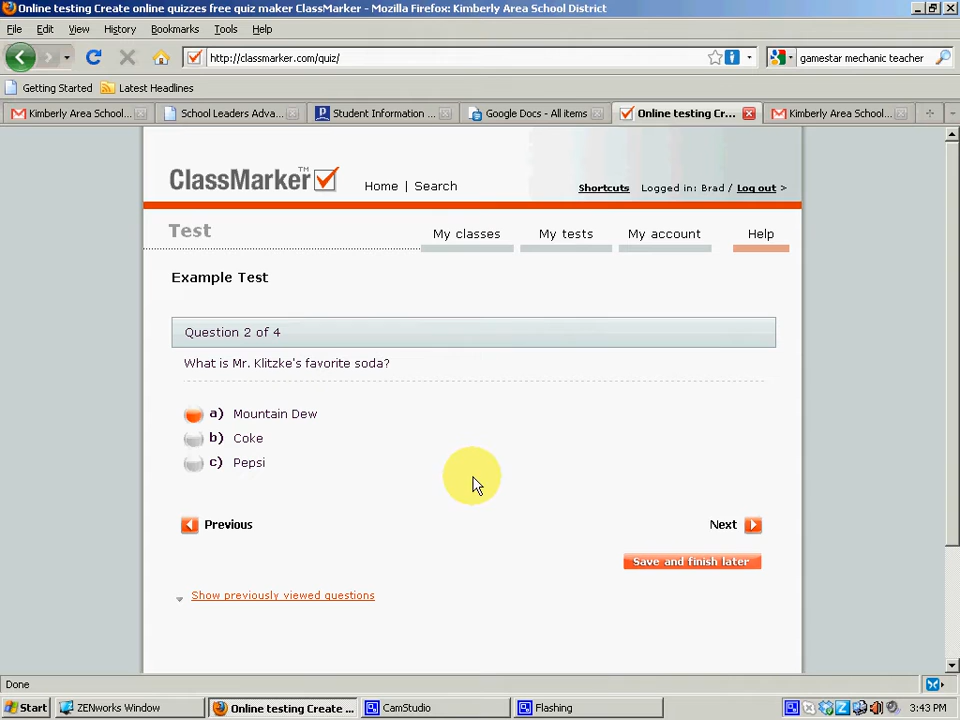 Online testing Create online quizzes free quiz maker ClassMarker - Mozilla Firefox: Kimberly Area School District
File Edit View History Bookmarks Tools Help
http://classmarker.com/quiz/ gamestar mechanic teacher
Getting Started Latest Headlines
Kimberly Area School... School Leaders Adva... Student Information ... Google Docs - All items Online testing Cr... Kimberly Area School...
ClassMarker™ Home | Search Shortcuts Logged in: Brad / Log out >
Test My classes My tests My account Help
Example Test
Question 2 of 4
What is Mr. Klitzke's favorite soda?
a) Mountain Dew
b) Coke
c) Pepsi
Previous Next
Save and finish later
Show previously viewed questions
Done
Start ZENworks Window Online testing Create ... CamStudio Flashing 3:43 PM